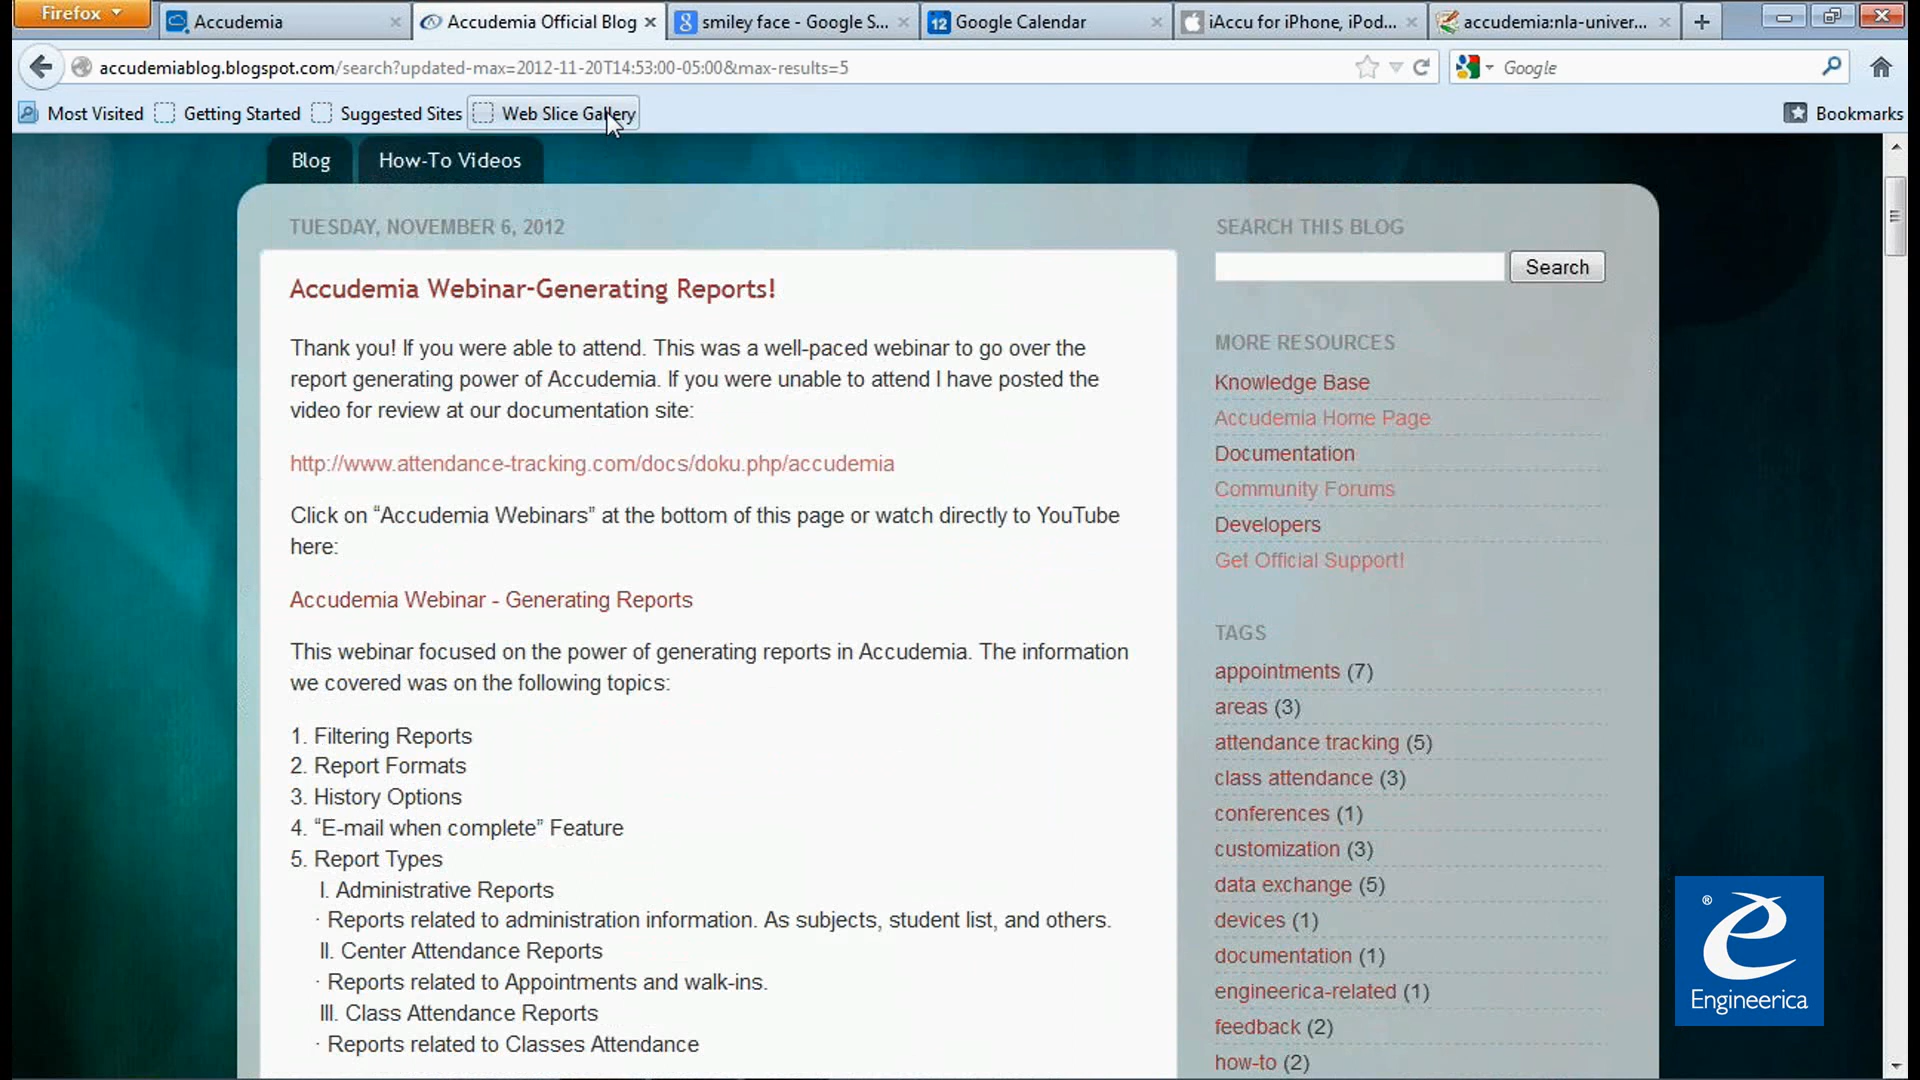 Firefox
Accudemia
Accudemia Official Blog
smiley face - Google S...
12 Google Calendar
iAccu for iPhone, iPod...
accudemia:nla-univer...
accudemiablog.blogspot.com/search?updated-max=2012-11-20T14:53:00-05:00&max-results=5
Google
Most Visited
Getting Started
Suggested Sites
Web Slice Gallery
Bookmarks
Blog
How-To Videos
TUESDAY, NOVEMBER 6, 2012
Accudemia Webinar-Generating Reports!
Thank you! If you were able to attend. This was a well-paced webinar to go over the
report generating power of Accudemia. If you were unable to attend I have posted the
video for review at our documentation site:
http://www.attendance-tracking.com/docs/doku.php/accudemia
Click on “Accudemia Webinars” at the bottom of this page or watch directly to YouTube
here:
Accudemia Webinar - Generating Reports
This webinar focused on the power of generating reports in Accudemia. The information
we covered was on the following topics:
1. Filtering Reports
2. Report Formats
3. History Options
4. “E-mail when complete” Feature
5. Report Types
I. Administrative Reports
· Reports related to administration information. As subjects, student list, and others.
II. Center Attendance Reports
· Reports related to Appointments and walk-ins.
III. Class Attendance Reports
· Reports related to Classes Attendance
SEARCH THIS BLOG
Search
MORE RESOURCES
Knowledge Base
Accudemia Home Page
Documentation
Community Forums
Developers
Get Official Support!
TAGS
appointments (7)
areas (3)
attendance tracking (5)
class attendance (3)
conferences (1)
customization (3)
data exchange (5)
devices (1)
documentation (1)
engineerica-related (1)
feedback (2)
how-to (2)
®
Engineerica